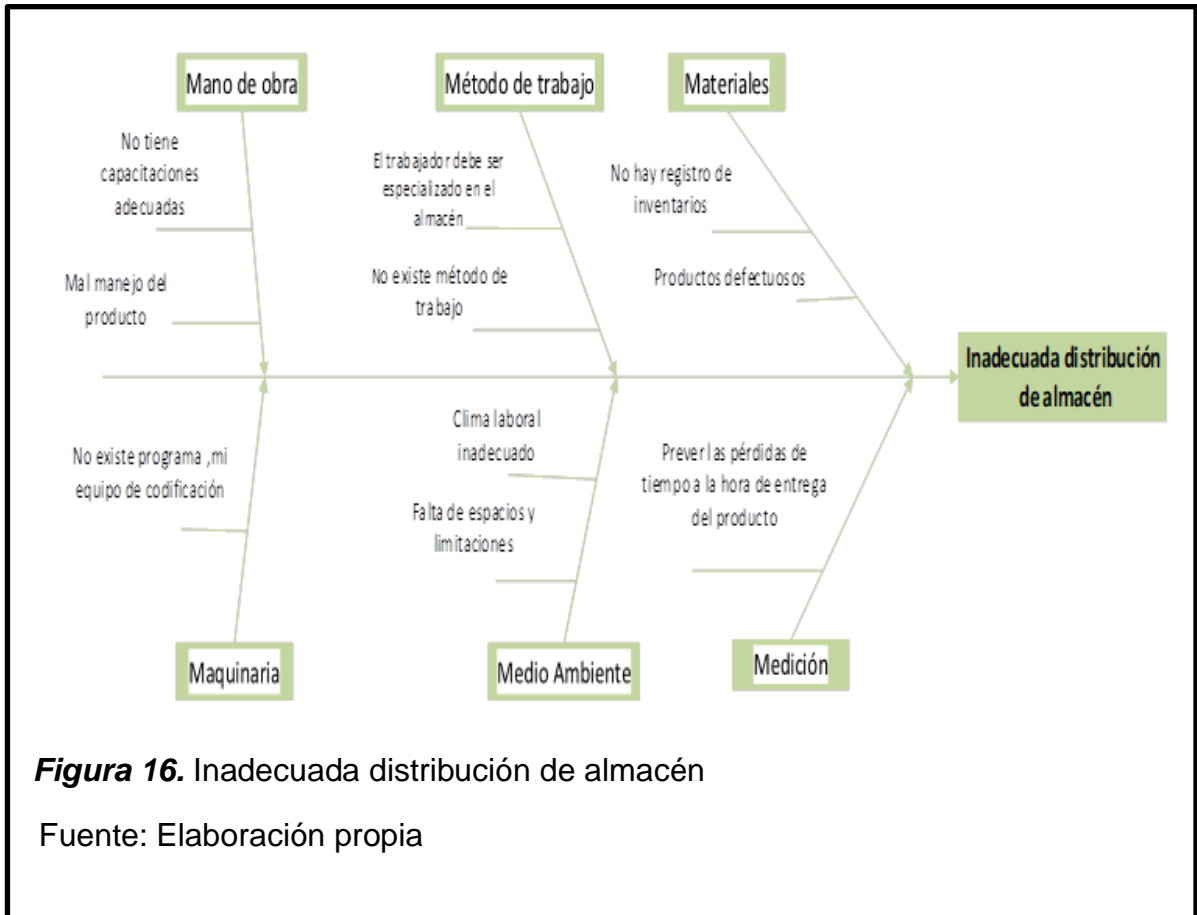 Mano de obra
Método de trabajo
Materiales
No tiene
capacitaciones
adecuadas
El trabajador debe ser
especializado en el
almacén
No hay registro de
inventarios
Mal manejo del
producto
No existe método de
trabajo
Productos defectuosos
Inadecuada distribución
de almacén
No existe programa ,mi
equipo de codificación
Clima laboral
inadecuado
Falta de espacios y
limitaciones
Prever las pérdidas de
tiempo a la hora de entrega
del producto
Maquinaria
Medio Ambiente
Medición
Figura 16. Inadecuada distribución de almacén
Fuente: Elaboración propia